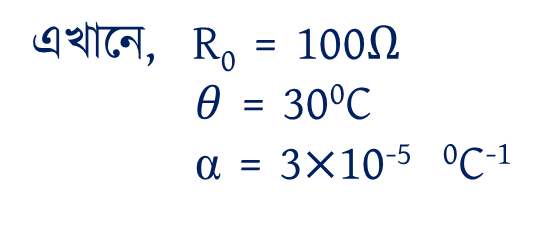 এখানে, R₀ = 100Ω
θ = 30⁰C
α = 3×10⁻⁵ ⁰C⁻¹